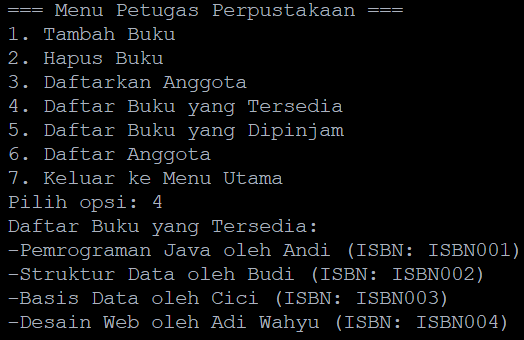 === Menu Petugas Perpustakaan ===
1. Tambah Buku
2. Hapus Buku
3. Daftarkan Anggota
4. Daftar Buku yang Tersedia
5. Daftar Buku yang Dipinjam
6. Daftar Anggota
7. Keluar ke Menu Utama
Pilih opsi: 4
Daftar Buku yang Tersedia:
-Pemrograman Java oleh Andi (ISBN: ISBN001)
-Struktur Data oleh Budi (ISBN: ISBN002)
-Basis Data oleh Cici (ISBN: ISBN003)
-Desain Web oleh Adi Wahyu (ISBN: ISBN004)